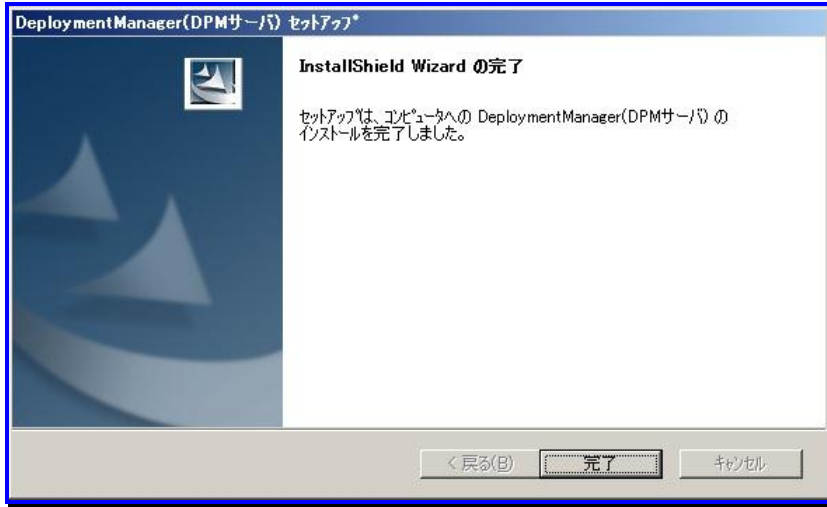 DeploymentManager(DPMサーバ) セットアップ
InstallShield Wizard の完了
セットアップは、コンピュータへの DeploymentManager(DPMサーバ) の
インストールを完了しました。
< 戻る(B)
完了
キャンセル